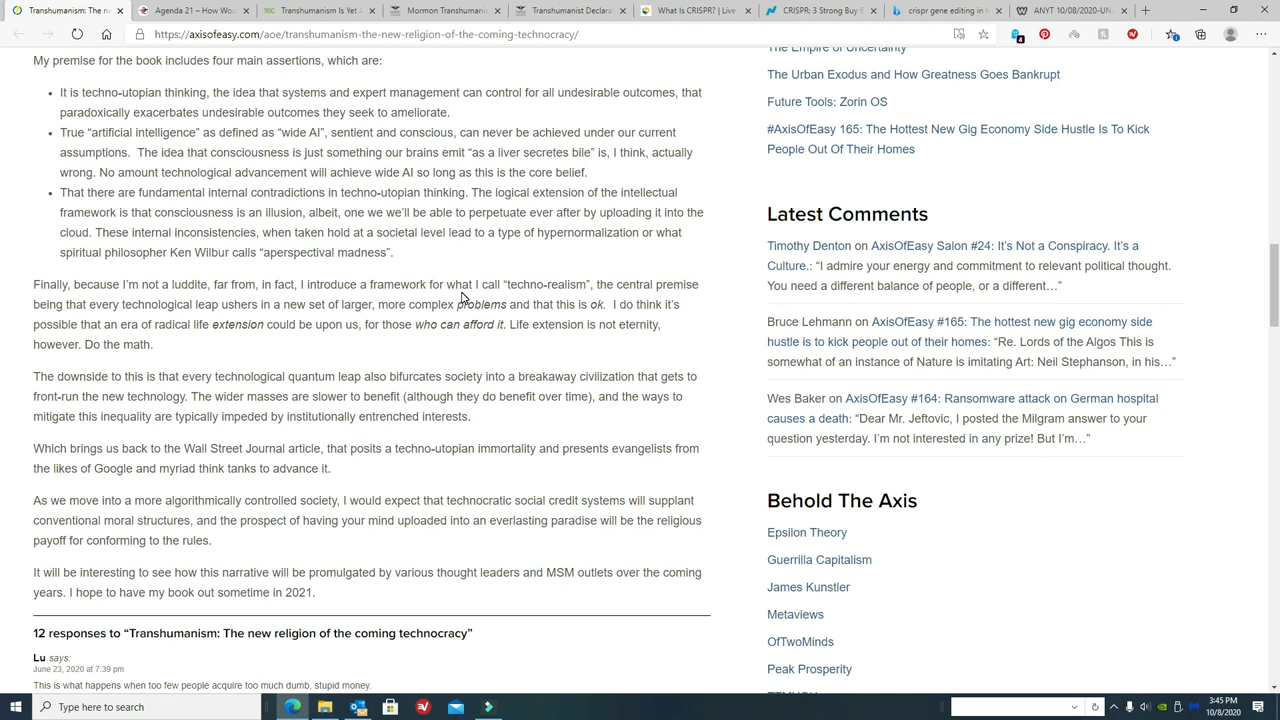 Transhumanism: The ne
Agenda 21 – How Wou
Transhumanism Is Yet A
Mormon Transhumanis
Transhumanist Declarat
What Is CRISPR? | Live
CRISPR: 3 Strong Buy B
crispr gene editing in f
ANYT 10/08/2020-UN-
https://axisofeasy.com/aoe/transhumanism-the-new-religion-of-the-coming-technocracy/
My premise for the book includes four main assertions, which are:
It is techno-utopian thinking, the idea that systems and expert management can control for all undesirable outcomes, that
paradoxically exacerbates undesirable outcomes they seek to ameliorate.
True “artificial intelligence” as defined as “wide AI”, sentient and conscious, can never be achieved under our current
assumptions.  The idea that consciousness is just something our brains emit “as a liver secretes bile” is, I think, actually
wrong. No amount technological advancement will achieve wide AI so long as this is the core belief.
That there are fundamental internal contradictions in techno-utopian thinking. The logical extension of the intellectual
framework is that consciousness is an illusion, albeit, one we we’ll be able to perpetuate ever after by uploading it into the
cloud. These internal inconsistencies, when taken hold at a societal level lead to a type of hypernormalization or what
spiritual philosopher Ken Wilbur calls “aperspectival madness”.
Finally, because I’m not a luddite, far from, in fact, I introduce a framework for what I call “techno-realism”, the central premise
being that every technological leap ushers in a new set of larger, more complex problems and that this is ok.  I do think it’s
possible that an era of radical life extension could be upon us, for those who can afford it. Life extension is not eternity,
however. Do the math.
The downside to this is that every technological quantum leap also bifurcates society into a breakaway civilization that gets to
front-run the new technology. The wider masses are slower to benefit (although they do benefit over time), and the ways to
mitigate this inequality are typically impeded by institutionally entrenched interests.
Which brings us back to the Wall Street Journal article, that posits a techno-utopian immortality and presents evangelists from
the likes of Google and myriad think tanks to advance it.
As we move into a more algorithmically controlled society, I would expect that technocratic social credit systems will supplant
conventional moral structures, and the prospect of having your mind uploaded into an everlasting paradise will be the religious
payoff for conforming to the rules.
It will be interesting to see how this narrative will be promulgated by various thought leaders and MSM outlets over the coming
years. I hope to have my book out sometime in 2021.
12 responses to “Transhumanism: The new religion of the coming technocracy”
Lu says:
June 23, 2020 at 7:39 pm
This is what happens when too few people acquire too much dumb, stupid money.
The Empire of Uncertainty
The Urban Exodus and How Greatness Goes Bankrupt
Future Tools: Zorin OS
#AxisOfEasy 165: The Hottest New Gig Economy Side Hustle Is To Kick
People Out Of Their Homes
Latest Comments
Timothy Denton on AxisOfEasy Salon #24: It’s Not a Conspiracy. It’s a
Culture.: “I admire your energy and commitment to relevant political thought.
You need a different balance of people, or a different…”
Bruce Lehmann on AxisOfEasy #165: The hottest new gig economy side
hustle is to kick people out of their homes: “Re. Lords of the Algos This is
somewhat of an instance of Nature is imitating Art: Neil Stephanson, in his…”
Wes Baker on AxisOfEasy #164: Ransomware attack on German hospital
causes a death: “Dear Mr. Jeftovic, I posted the Milgram answer to your
question yesterday. I’m not interested in any prize! But I’m…”
Behold The Axis
Epsilon Theory
Guerrilla Capitalism
James Kunstler
Metaviews
OfTwoMinds
Peak Prosperity
Type here to search
3:45 PM
10/8/2020